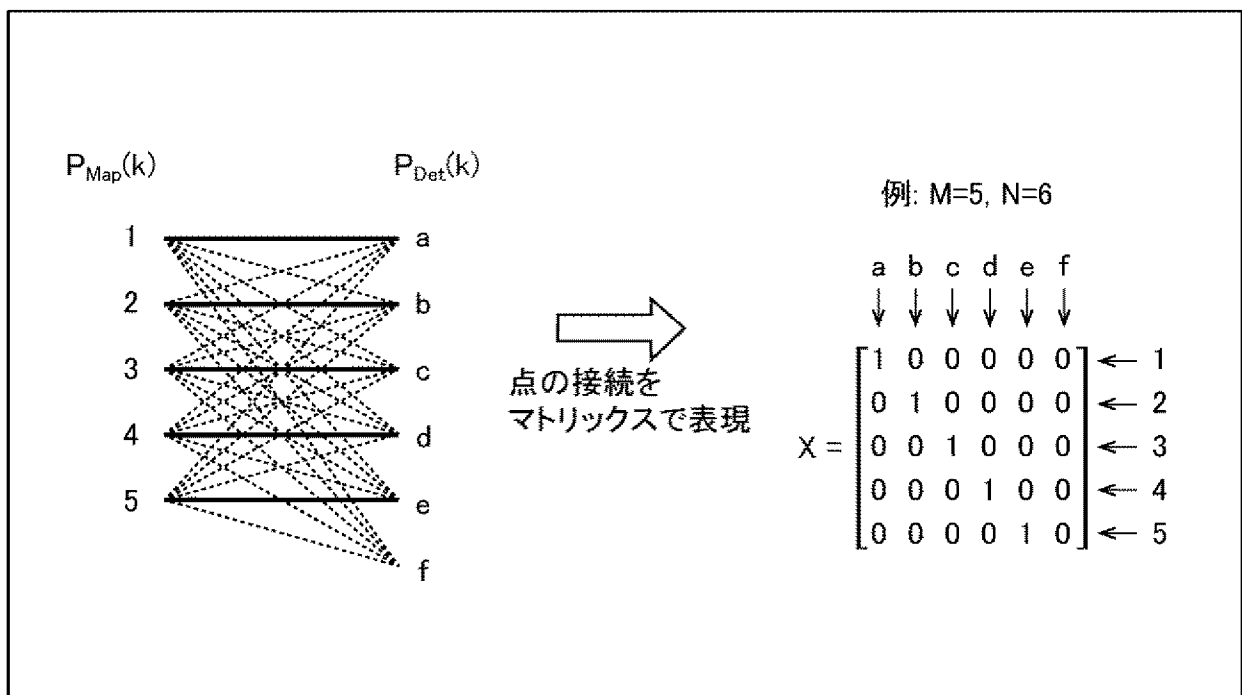 P_Map(k) P_Det(k)
例: M=5, N=6
1 a
2 b
3 c
4 d
5 e
f
点の接続を
マトリックスで表現
a b c d e f
↓ ↓ ↓ ↓ ↓ ↓
1 0 0 0 0 0 ← 1
0 1 0 0 0 0 ← 2
X = 0 0 1 0 0 0 ← 3
0 0 0 1 0 0 ← 4
0 0 0 0 1 0 ← 5